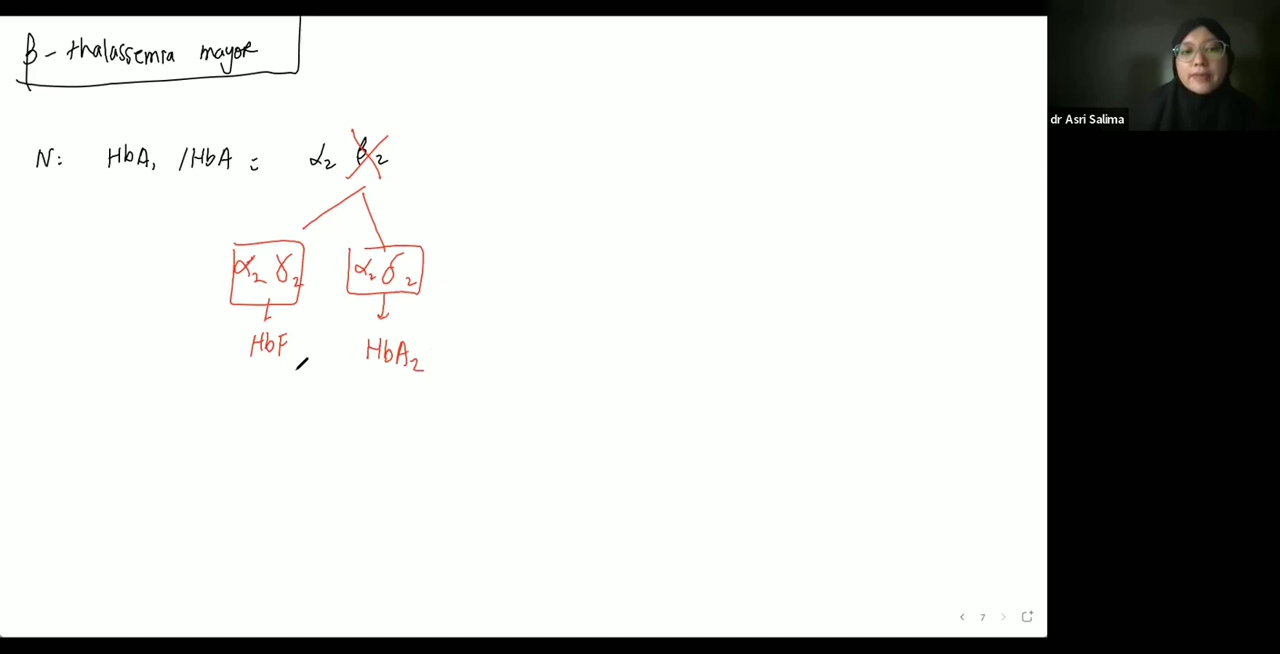 β - thalassemia mayor
dr Asri Salima
N: HbA, /HbA = α₂ β₂
α₂ γ₂ α₂ δ₂
HbF HbA₂
7